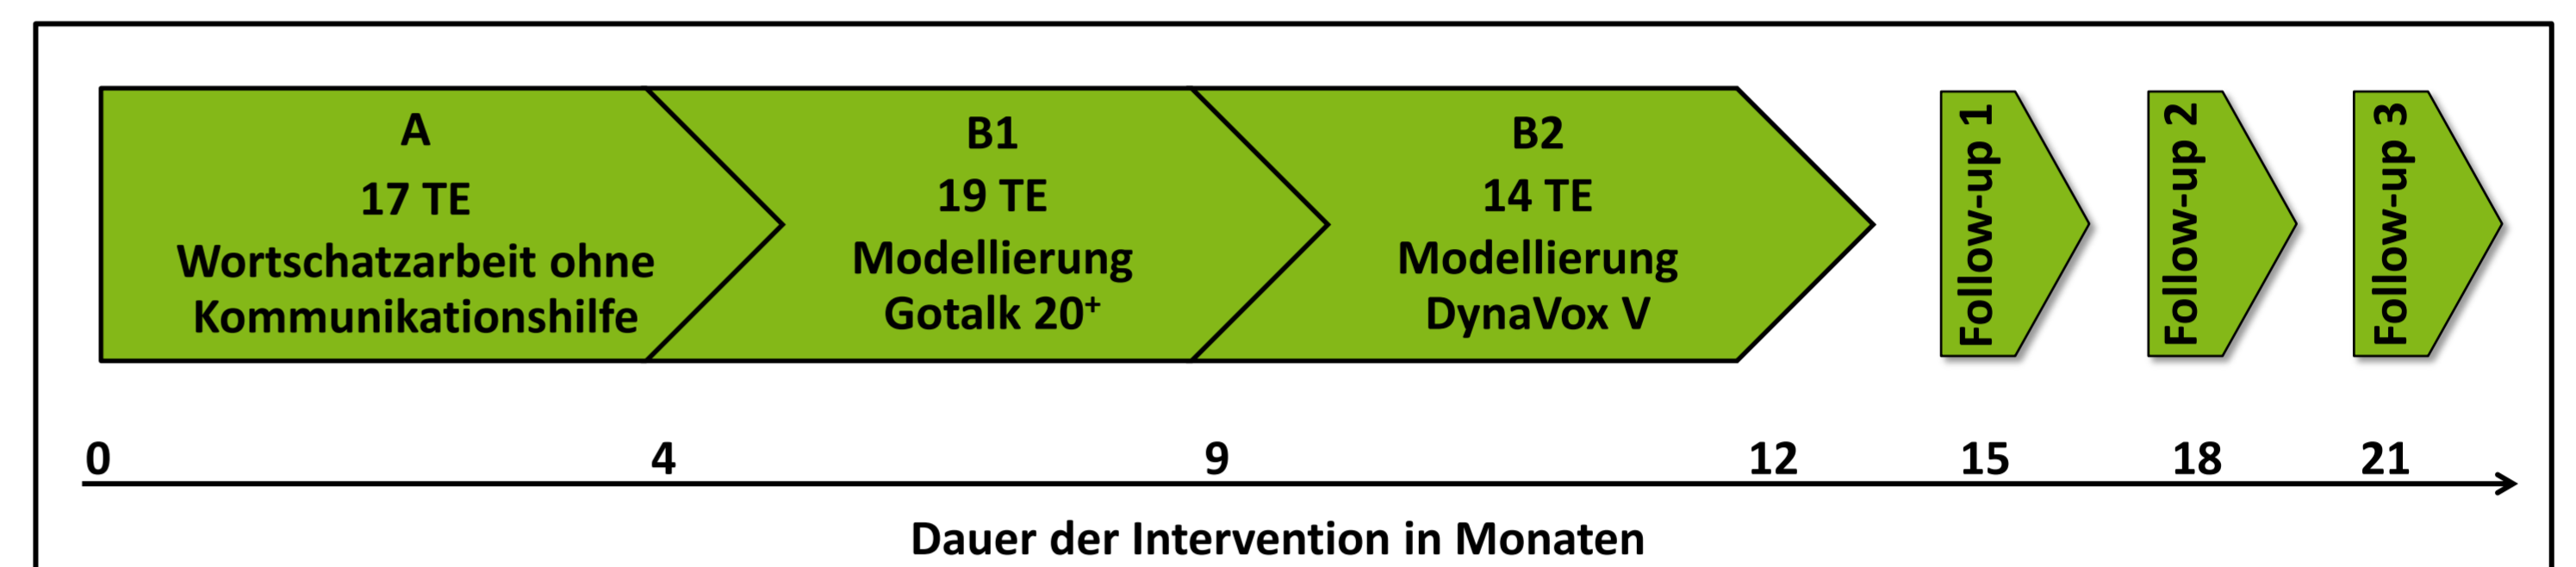 A
17 TE
Wortschatzarbeit ohne
Kommunikationshilfe
B1
19 TE
Modellierung
Gotalk 20⁺
B2
14 TE
Modellierung
DynaVox V
Follow-up 1
Follow-up 2
Follow-up 3
0 4 9 12 15 18 21
Dauer der Intervention in Monaten